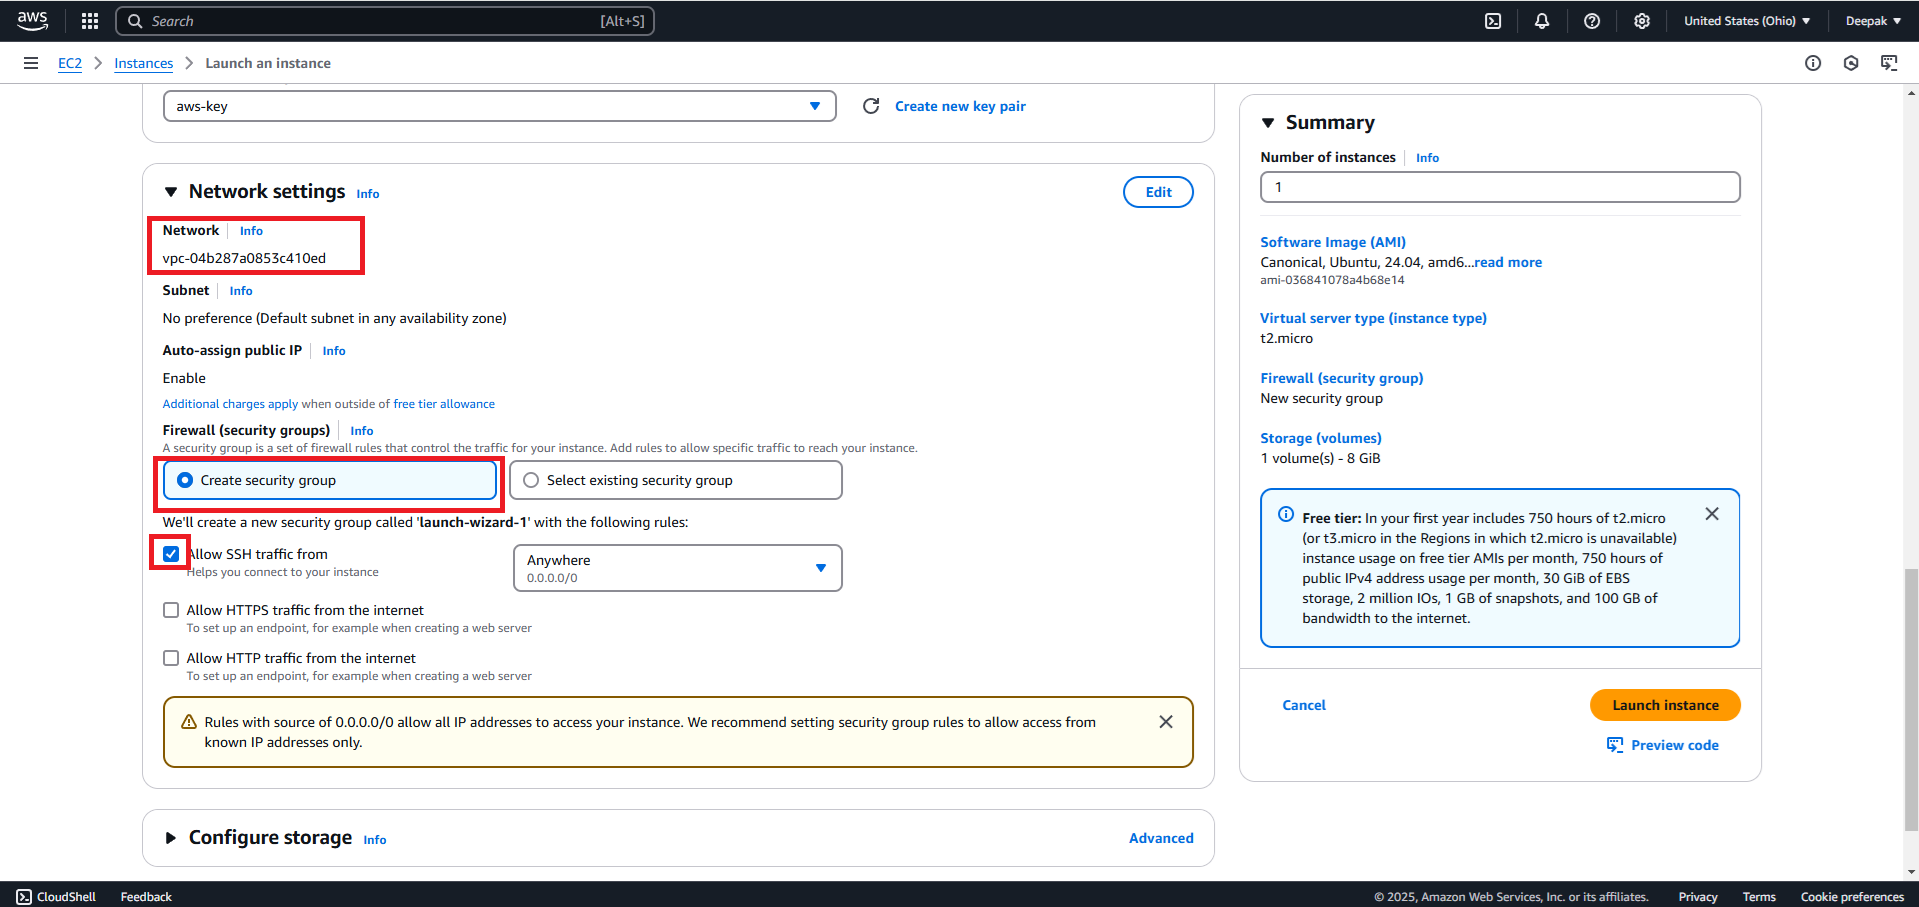 aws
Search
[Alt+S]
United States (Ohio)
Deepak
EC2
Instances
Launch an instance
aws-key
Create new key pair
Network settings
Info
Edit
Network
Info
vpc-04b287a0853c410ed
Subnet
Info
No preference (Default subnet in any availability zone)
Auto-assign public IP
Info
Enable
Additional charges apply when outside of free tier allowance
Firewall (security groups)
Info
A security group is a set of firewall rules that control the traffic for your instance. Add rules to allow specific traffic to reach your instance.
Create security group
Select existing security group
We'll create a new security group called 'launch-wizard-1' with the following rules:
Allow SSH traffic from
Helps you connect to your instance
Anywhere
0.0.0.0/0
Allow HTTPS traffic from the internet
To set up an endpoint, for example when creating a web server
Allow HTTP traffic from the internet
To set up an endpoint, for example when creating a web server
Rules with source of 0.0.0.0/0 allow all IP addresses to access your instance. We recommend setting security group rules to allow access from
known IP addresses only.
Configure storage
Info
Advanced
Summary
Number of instances
Info
1
Software Image (AMI)
Canonical, Ubuntu, 24.04, amd6...read more
ami-036841078a4b68e14
Virtual server type (instance type)
t2.micro
Firewall (security group)
New security group
Storage (volumes)
1 volume(s) - 8 GiB
Free tier: In your first year includes 750 hours of t2.micro
(or t3.micro in the Regions in which t2.micro is unavailable)
instance usage on free tier AMIs per month, 750 hours of
public IPv4 address usage per month, 30 GiB of EBS
storage, 2 million IOs, 1 GB of snapshots, and 100 GB of
bandwidth to the internet.
Cancel
Launch instance
Preview code
CloudShell
Feedback
© 2025, Amazon Web Services, Inc. or its affiliates.
Privacy
Terms
Cookie preferences